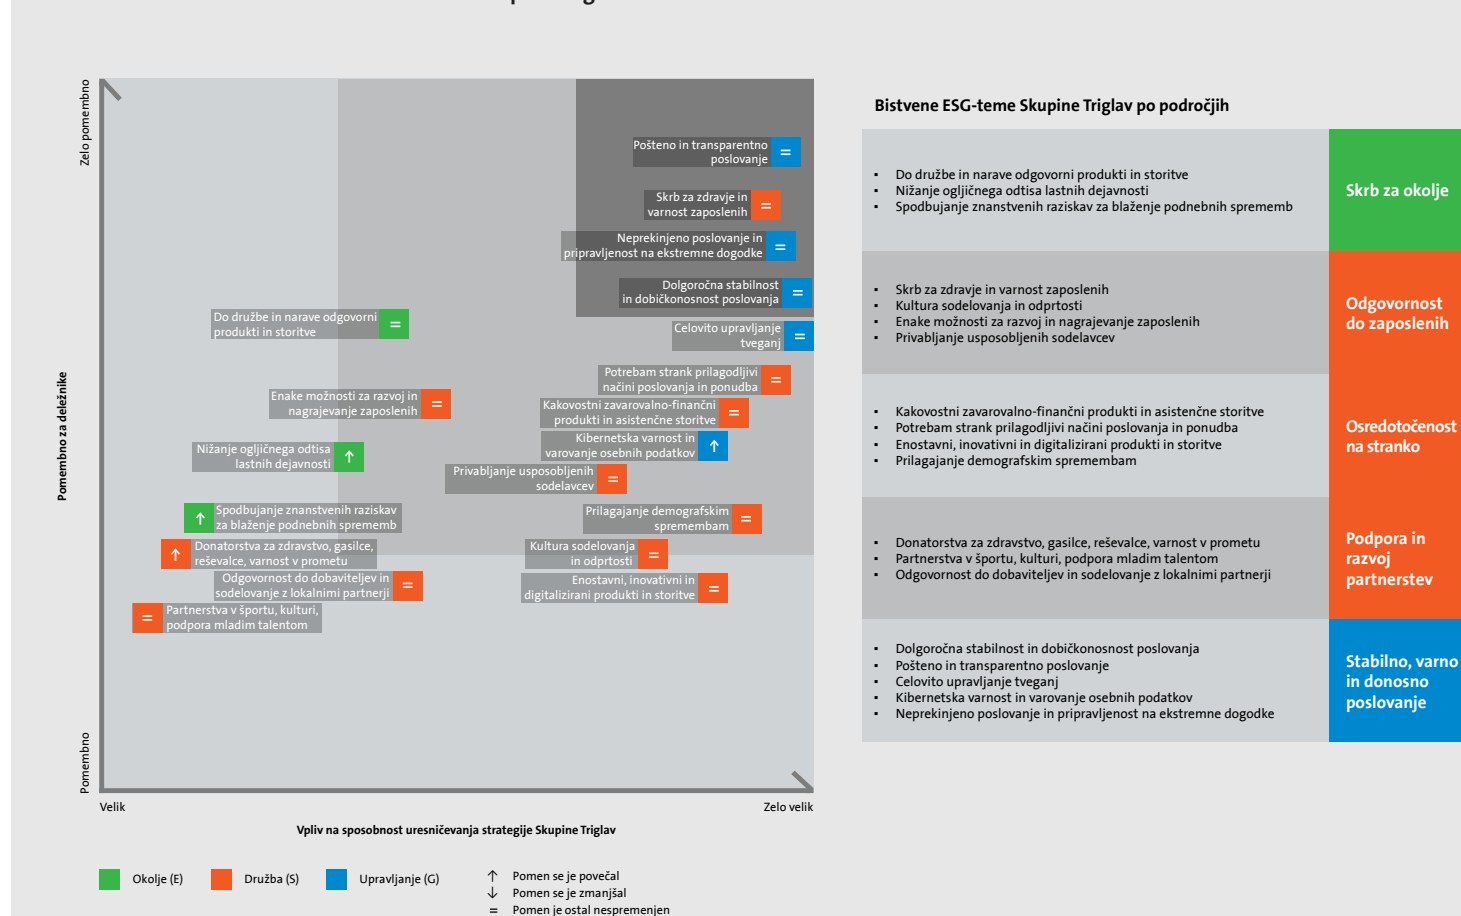 Zelo pomembno
Pomembno za deležnike
Pomembno
Pošteno in transparentno
poslovanje
=
Skrb za zdravje in
varnost zaposlenih
=
Neprekinjeno poslovanje in
pripravljenost na ekstremne dogodke
=
Dolgoročna stabilnost
in dobičkonosnost poslovanja
=
Do družbe in narave odgovorni
produkti in storitve
=
Celovito upravljanje
tveganj
=
Potrebam strank prilagodljivi
načini poslovanja in ponudba
=
Enake možnosti za razvoj in
nagrajevanje zaposlenih
=
Kakovostni zavarovalno-finančni
produkti in asistenčne storitve
=
Kibernetska varnost in
varovanje osebnih podatkov
↑
Nižanje ogljičnega odtisa
lastnih dejavnosti
↑
Privabljanje usposobljenih
sodelavcev
=
Spodbujanje znanstvenih raziskav
za blaženje podnebnih sprememb
↑
Prilagajanje demografskim
spremembam
=
Donatorstva za zdravstvo, gasilce,
reševalce, varnost v prometu
↑
Kultura sodelovanja
in odprtosti
=
Odgovornost do dobaviteljev in
sodelovanje z lokalnimi partnerji
=
Enostavni, inovativni in
digitalizirani produkti in storitve
=
Partnerstva v športu, kulturi,
podpora mladim talentom
=
Velik
Zelo velik
Vpliv na sposobnost uresničevanja strategije Skupine Triglav
Okolje (E)
Družba (S)
Upravljanje (G)
↑ Pomen se je povečal
↓ Pomen se je zmanjšal
= Pomen je ostal nespremenjen
Bistvene ESG-teme Skupine Triglav po področjih
▪ Do družbe in narave odgovorni produkti in storitve
▪ Nižanje ogljičnega odtisa lastnih dejavnosti
▪ Spodbujanje znanstvenih raziskav za blaženje podnebnih sprememb
Skrb za okolje
▪ Skrb za zdravje in varnost zaposlenih
▪ Kultura sodelovanja in odprtosti
▪ Enake možnosti za razvoj in nagrajevanje zaposlenih
▪ Privabljanje usposobljenih sodelavcev
Odgovornost
do zaposlenih
▪ Kakovostni zavarovalno-finančni produkti in asistenčne storitve
▪ Potrebam strank prilagodljivi načini poslovanja in ponudba
▪ Enostavni, inovativni in digitalizirani produkti in storitve
▪ Prilagajanje demografskim spremembam
Osredotočenost
na stranko
▪ Donatorstva za zdravstvo, gasilce, reševalce, varnost v prometu
▪ Partnerstva v športu, kulturi, podpora mladim talentom
▪ Odgovornost do dobaviteljev in sodelovanje z lokalnimi partnerji
Podpora in
razvoj
partnerstev
▪ Dolgoročna stabilnost in dobičkonosnost poslovanja
▪ Pošteno in transparentno poslovanje
▪ Celovito upravljanje tveganj
▪ Kibernetska varnost in varovanje osebnih podatkov
▪ Neprekinjeno poslovanje in pripravljenost na ekstremne dogodke
Stabilno, varno
in donosno
poslovanje